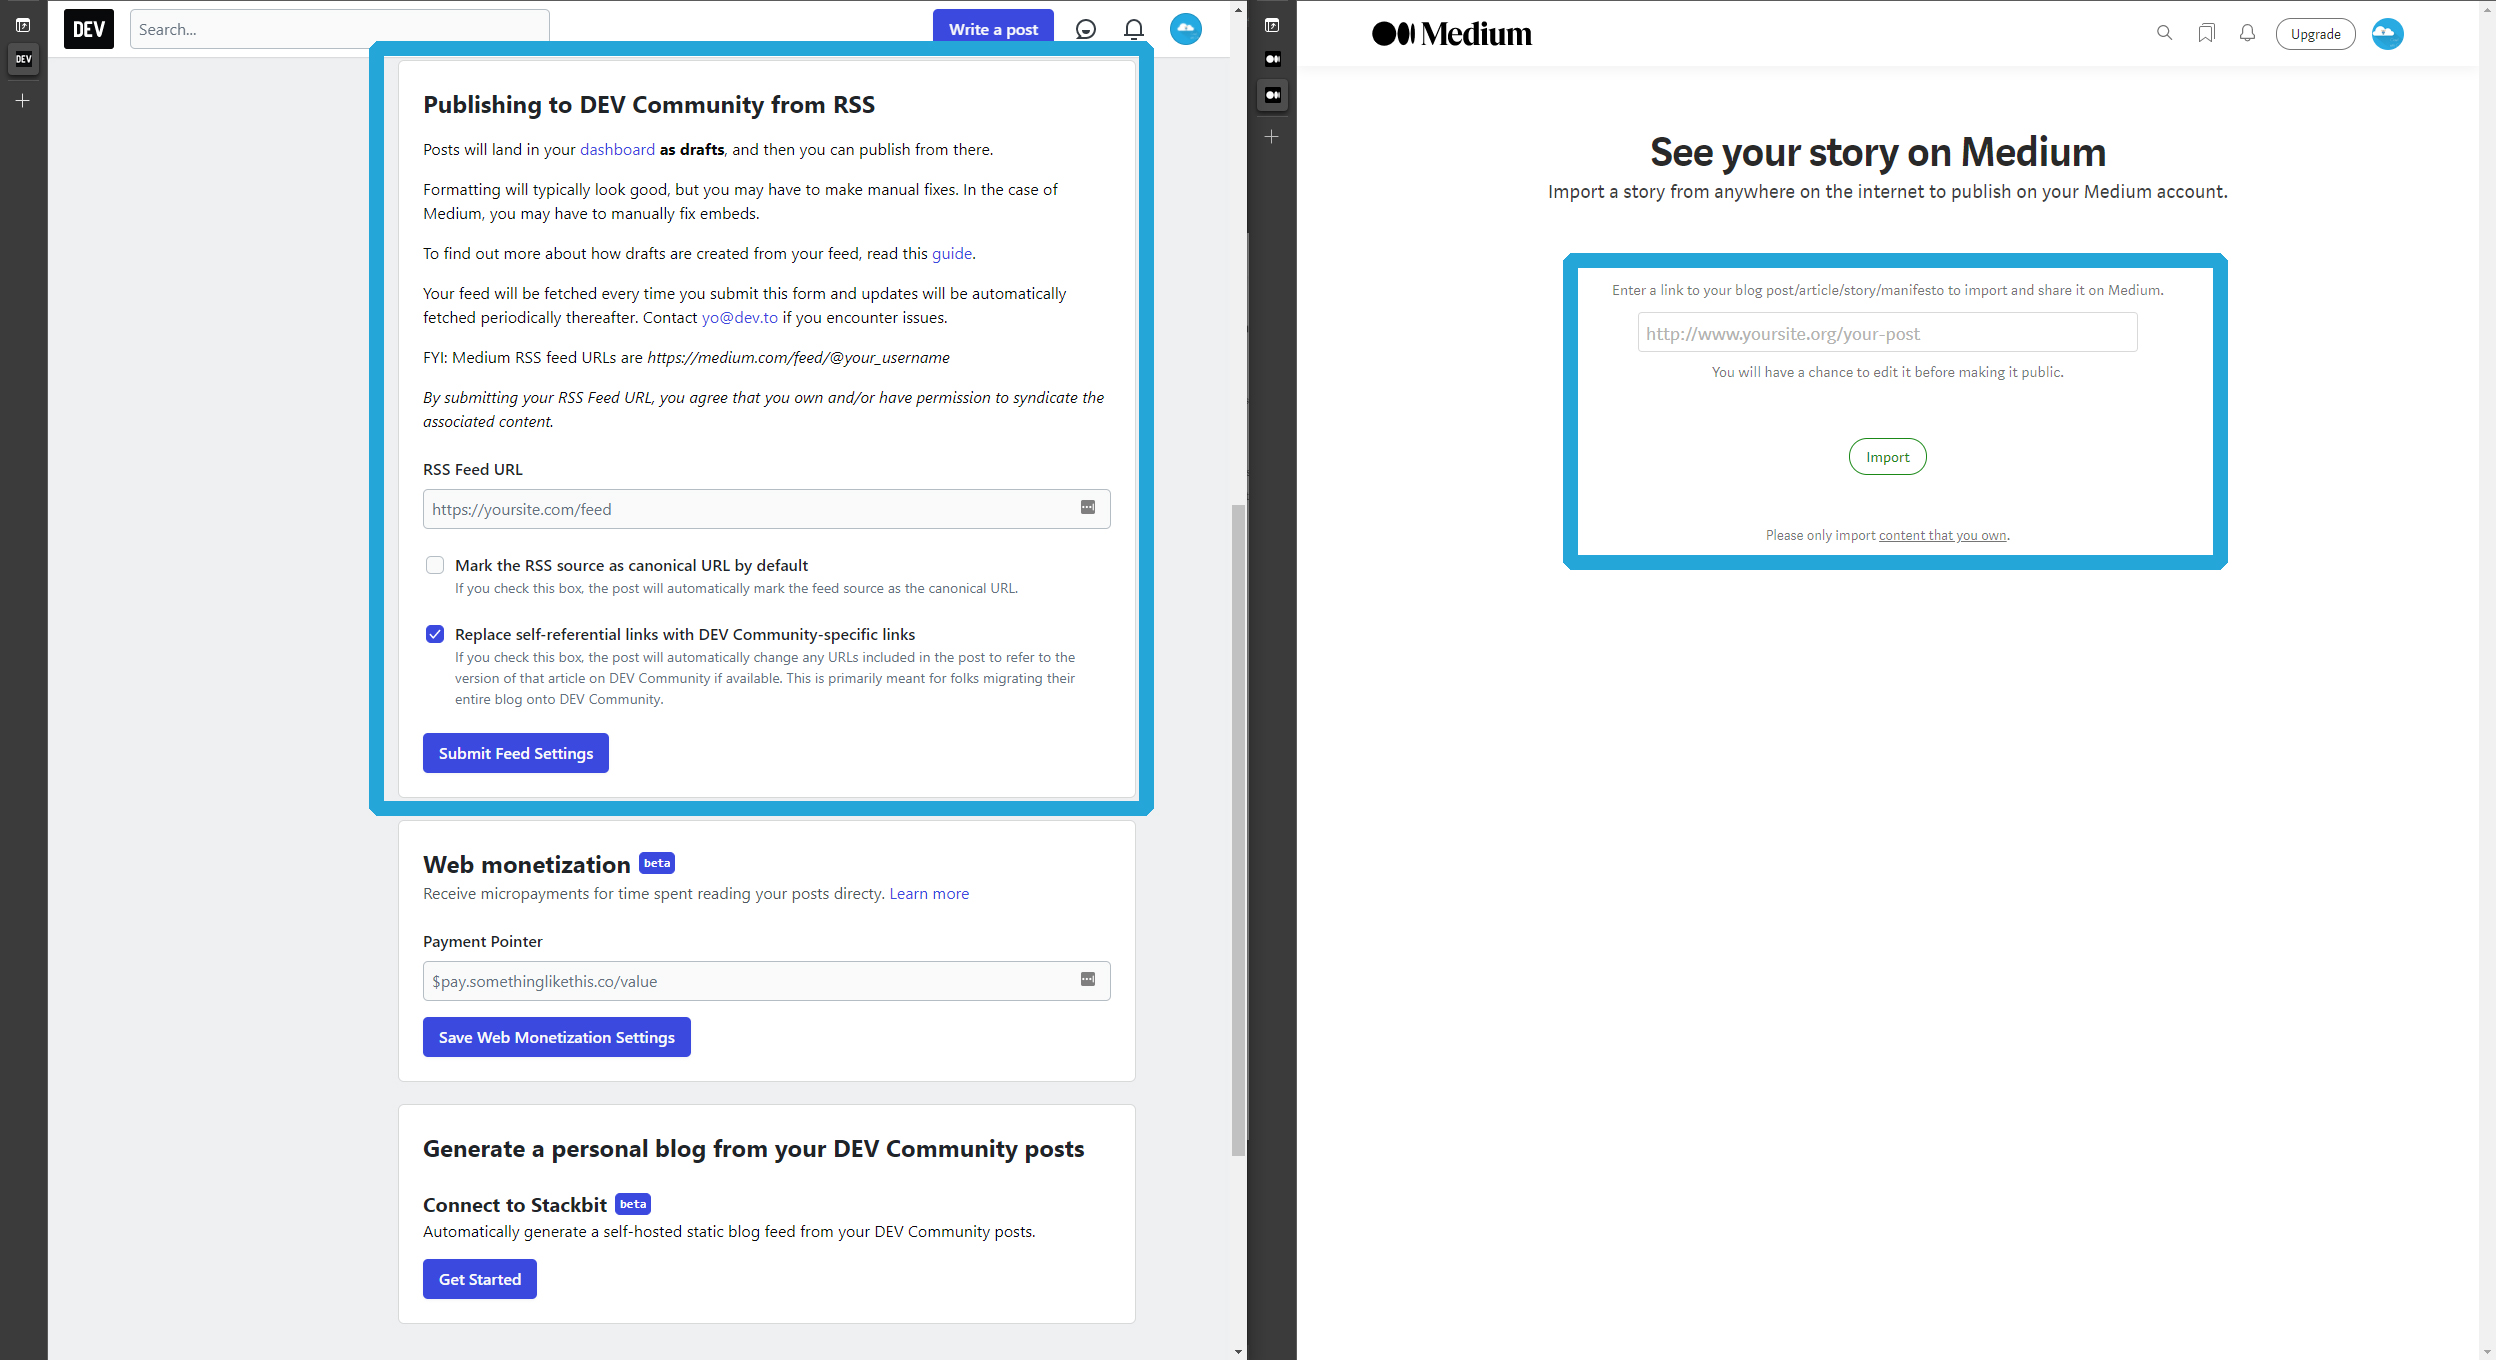 DEV
Search...
Write a post
DEV
Publishing to DEV Community from RSS
Posts will land in your dashboard as drafts, and then you can publish from there.
Formatting will typically look good, but you may have to make manual fixes. In the case of
Medium, you may have to manually fix embeds.
To find out more about how drafts are created from your feed, read this guide.
Your feed will be fetched every time you submit this form and updates will be automatically
fetched periodically thereafter. Contact yo@dev.to if you encounter issues.
FYI: Medium RSS feed URLs are https://medium.com/feed/@your_username
By submitting your RSS Feed URL, you agree that you own and/or have permission to syndicate the
associated content.
RSS Feed URL
https://yoursite.com/feed
Mark the RSS source as canonical URL by default
If you check this box, the post will automatically mark the feed source as the canonical URL.
Replace self-referential links with DEV Community-specific links
If you check this box, the post will automatically change any URLs included in the post to refer to the
version of that article on DEV Community if available. This is primarily meant for folks migrating their
entire blog onto DEV Community.
Submit Feed Settings
Web monetization beta
Receive micropayments for time spent reading your posts directy. Learn more
Payment Pointer
$pay.somethinglikethis.co/value
Save Web Monetization Settings
Generate a personal blog from your DEV Community posts
Connect to Stackbit beta
Automatically generate a self-hosted static blog feed from your DEV Community posts.
Get Started
Medium
Upgrade
See your story on Medium
Import a story from anywhere on the internet to publish on your Medium account.
Enter a link to your blog post/article/story/manifesto to import and share it on Medium.
http://www.yoursite.org/your-post
You will have a chance to edit it before making it public.
Import
Please only import content that you own.